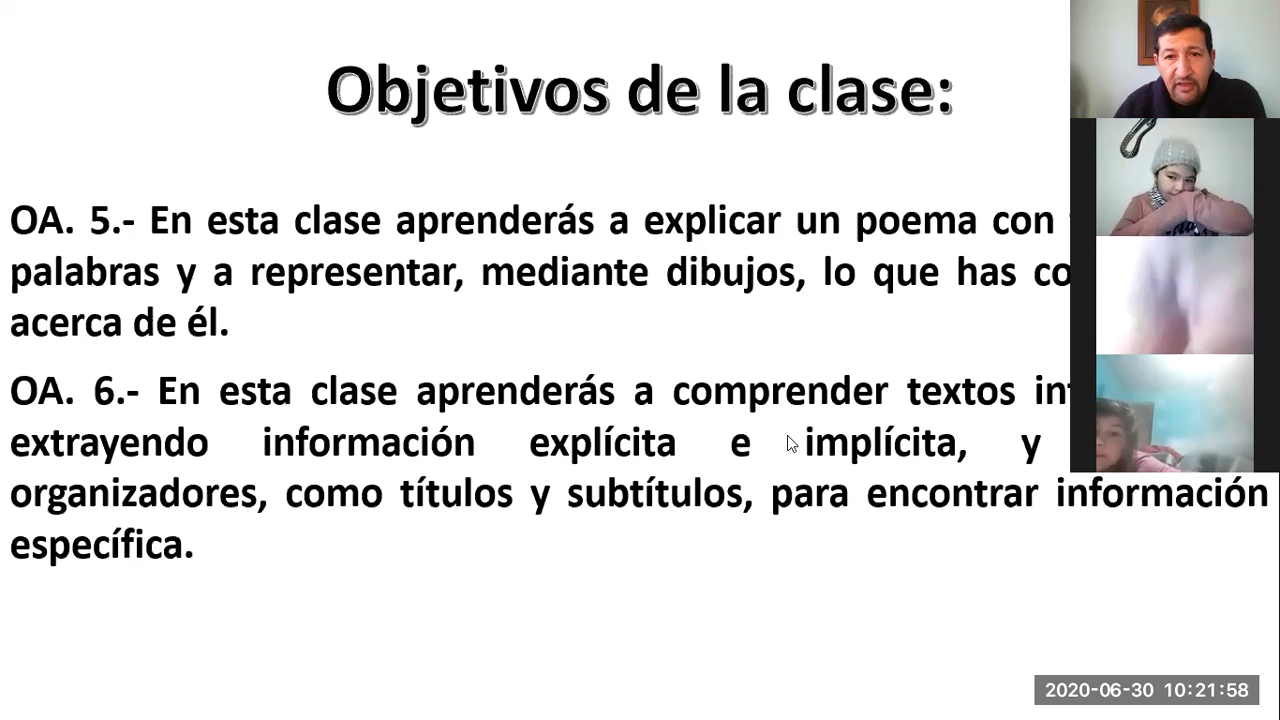 Objetivos de la clase:
OA. 5.- En esta clase aprenderás a explicar un poema con
palabras y a representar, mediante dibujos, lo que has
acerca de él.
OA. 6.- En esta clase aprenderás a comprender textos
extrayendo información explícita e implícita, y
organizadores, como títulos y subtítulos, para encontrar información
específica.
2020-06-30 10:21:58